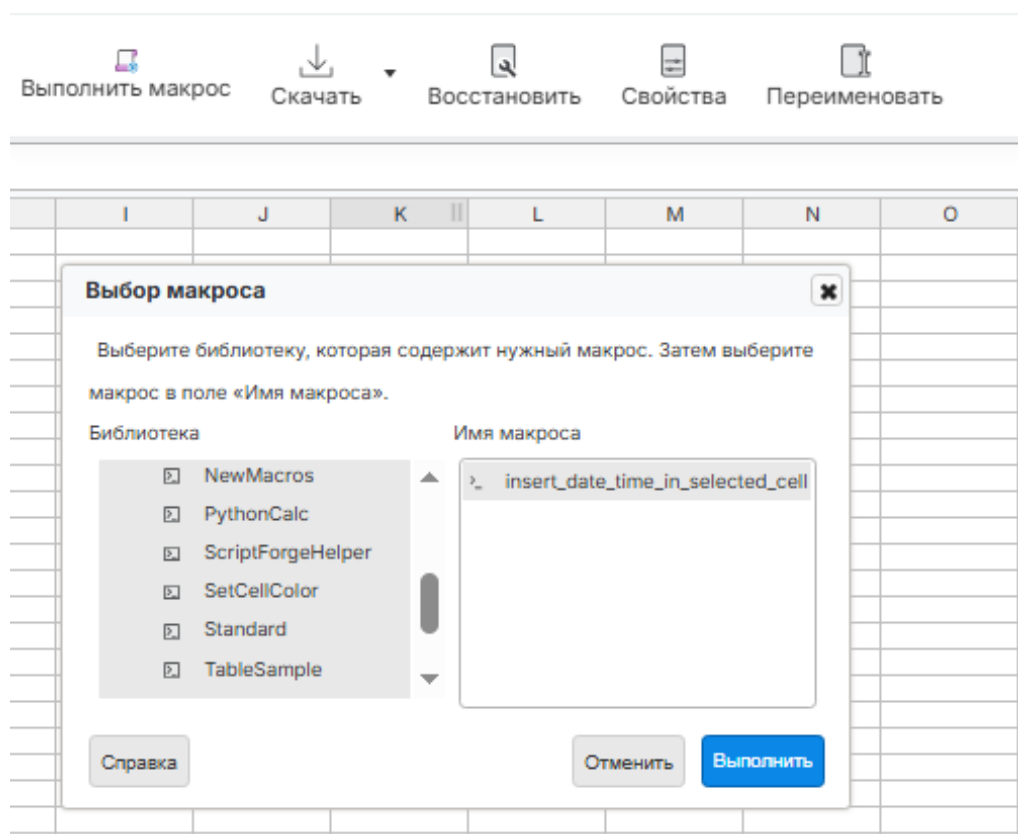 Выполнить макрос
Скачать
Восстановить
Свойства
Переименовать
I J K L M N O
Выбор макроса
Выберите библиотеку, которая содержит нужный макрос. Затем выберите
макрос в поле «Имя макроса».
Библиотека
Имя макроса
NewMacros
PythonCalc
ScriptForgeHelper
SetCellColor
Standard
TableSample
insert_date_time_in_selected_cell
Справка
Отменить
Выполнить